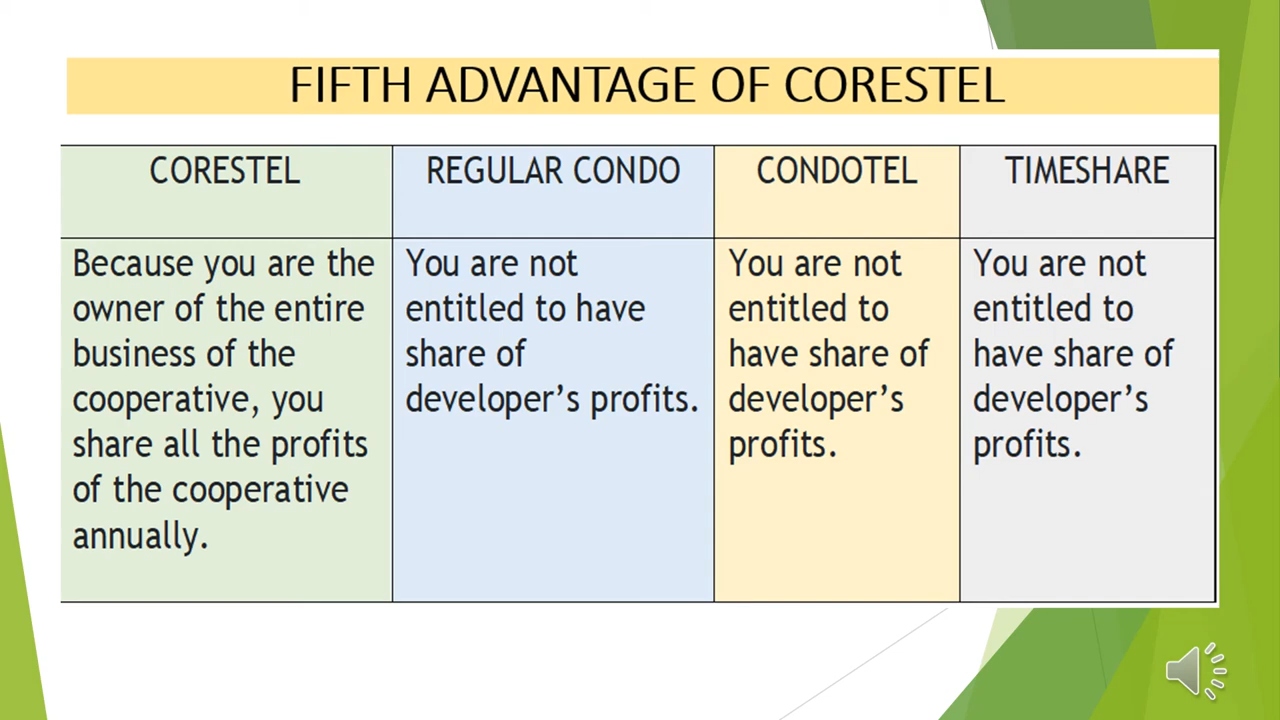 FIFTH ADVANTAGE OF CORESTEL
CORESTEL
REGULAR CONDO
CONDOTEL
TIMESHARE
Because you are the
owner of the entire
business of the
cooperative, you
share all the profits
of the cooperative
annually.
You are not
entitled to have
share of
developer’s profits.
You are not
entitled to
have share of
developer’s
profits.
You are not
entitled to
have share of
developer’s
profits.